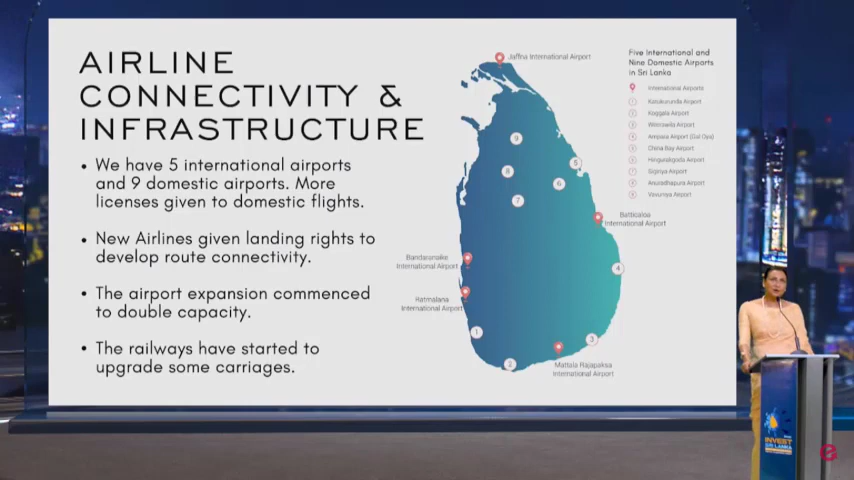 AIRLINE
CONNECTIVITY &
INFRASTRUCTURE
• We have 5 international airports
and 9 domestic airports. More
licenses given to domestic flights.
• New Airlines given landing rights to
develop route connectivity.
• The airport expansion commenced
to double capacity.
• The railways have started to
upgrade some carriages.
Jaffna International Airport
9
8
5
6
7
Batticaloa
International Airport
Bandaranaike
International Airport
4
Ratmalana
International Airport
1
3
2
Mattala Rajapaksa
International Airport
Five International and
Nine Domestic Airports
in Sri Lanka
International Airports
Koggala Airport
China Bay Airport
Sigiriya Airport
Anuradhapura Airport
Vavuniya Airport
INVEST
SRI LANKA